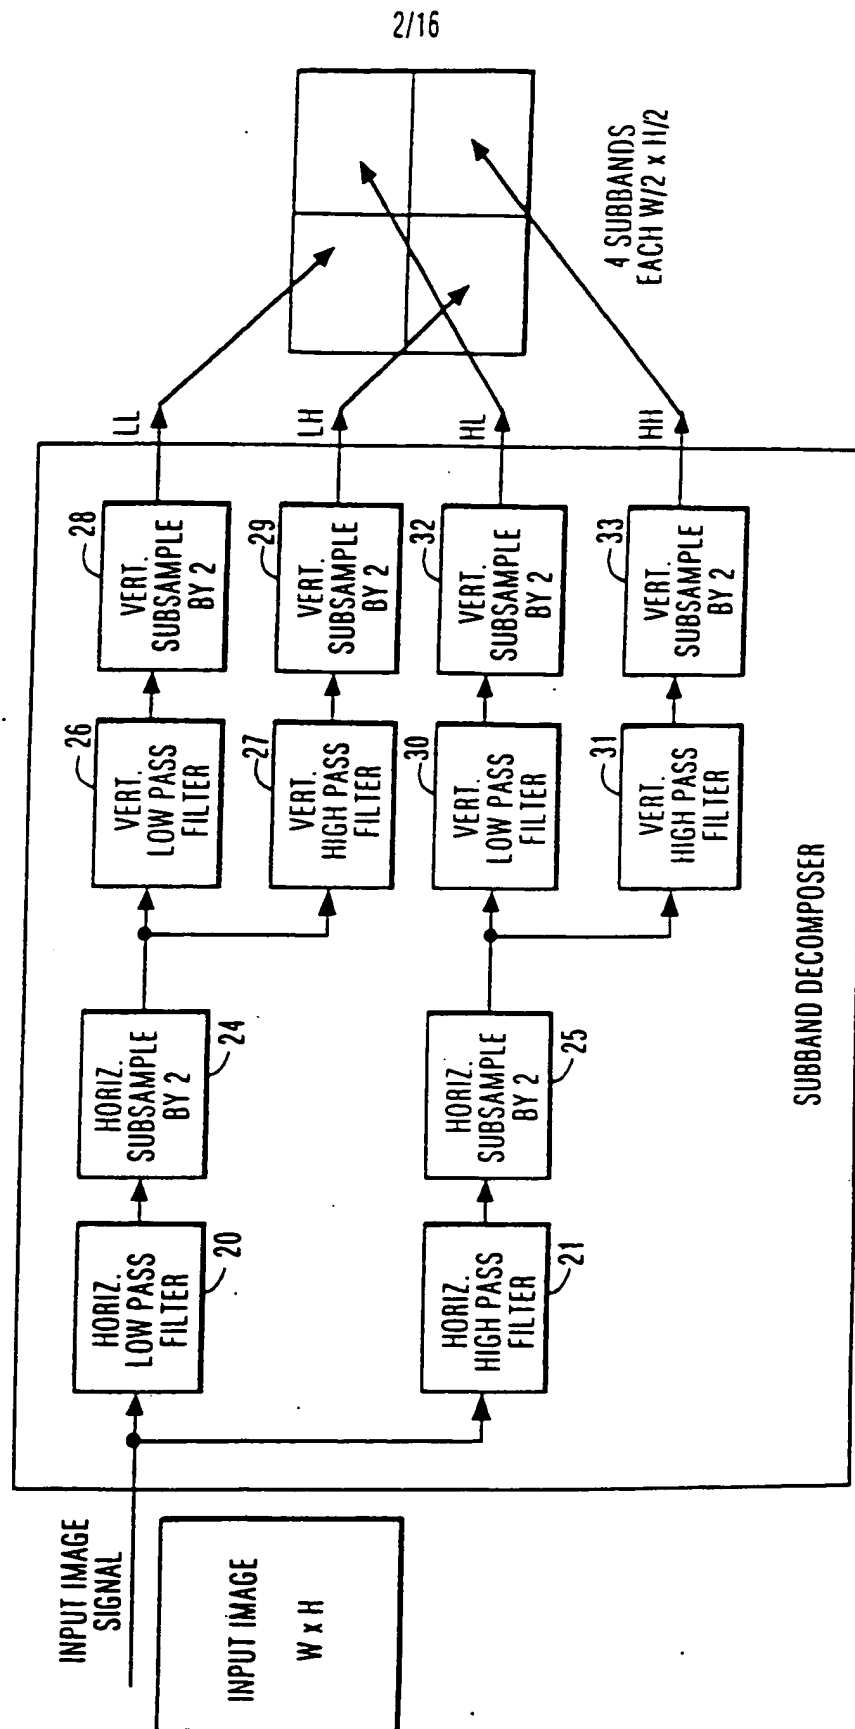 2/16
INPUT IMAGE
SIGNAL
INPUT IMAGE
W x H
HORIZ.
LOW PASS
FILTER
20
HORIZ.
SUBSAMPLE
BY 2
24
VERT.
LOW PASS
FILTER
26
VERT.
SUBSAMPLE
BY 2
28
LL
VERT.
HIGH PASS
FILTER
27
VERT.
SUBSAMPLE
BY 2
29
LH
HORIZ.
HIGH PASS
FILTER
21
HORIZ.
SUBSAMPLE
BY 2
25
VERT.
LOW PASS
FILTER
30
VERT.
SUBSAMPLE
BY 2
32
HL
VERT.
HIGH PASS
FILTER
31
VERT.
SUBSAMPLE
BY 2
33
HH
4 SUBBANDS
EACH W/2 x H/2
SUBBAND DECOMPOSER